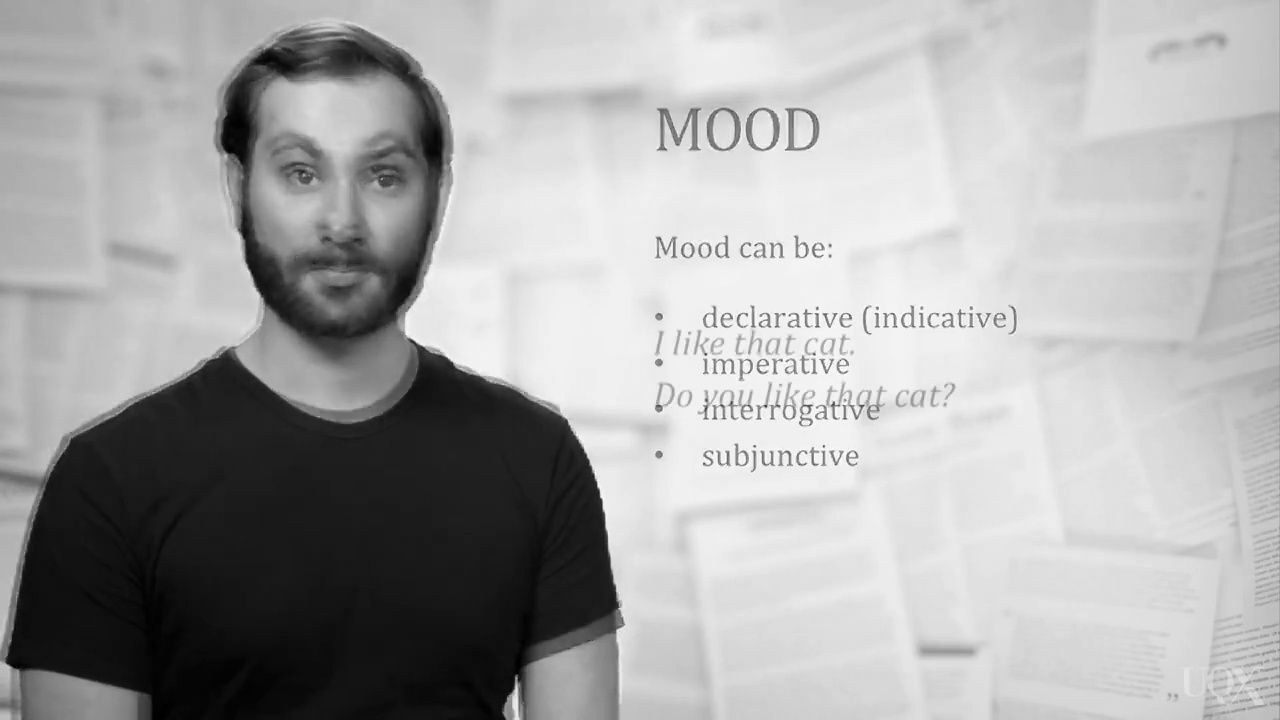 MOOD
Mood can be:
• declarative (indicative)
I like that cat.
• imperative
Do you like that cat?
• interrogative
• subjunctive
UQX